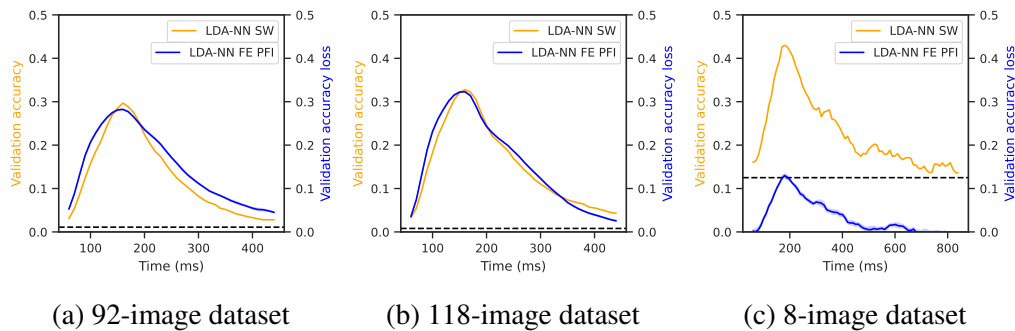 LDA-NN SW
LDA-NN FE PFI
Validation accuracy
0.5
0.4
0.3
0.2
0.1
0.0
100 200 300 400
Time (ms)
0.5
0.4
0.3
0.2
0.1
0.0
Validation accuracy loss
(a) 92-image dataset
LDA-NN SW
LDA-NN FE PFI
Validation accuracy
0.5
0.4
0.3
0.2
0.1
0.0
100 200 300 400
Time (ms)
0.5
0.4
0.3
0.2
0.1
0.0
Validation accuracy loss
(b) 118-image dataset
LDA-NN SW
LDA-NN FE PFI
Validation accuracy
0.5
0.4
0.3
0.2
0.1
0.0
200 400 600 800
Time (ms)
0.5
0.4
0.3
0.2
0.1
0.0
Validation accuracy loss
(c) 8-image dataset